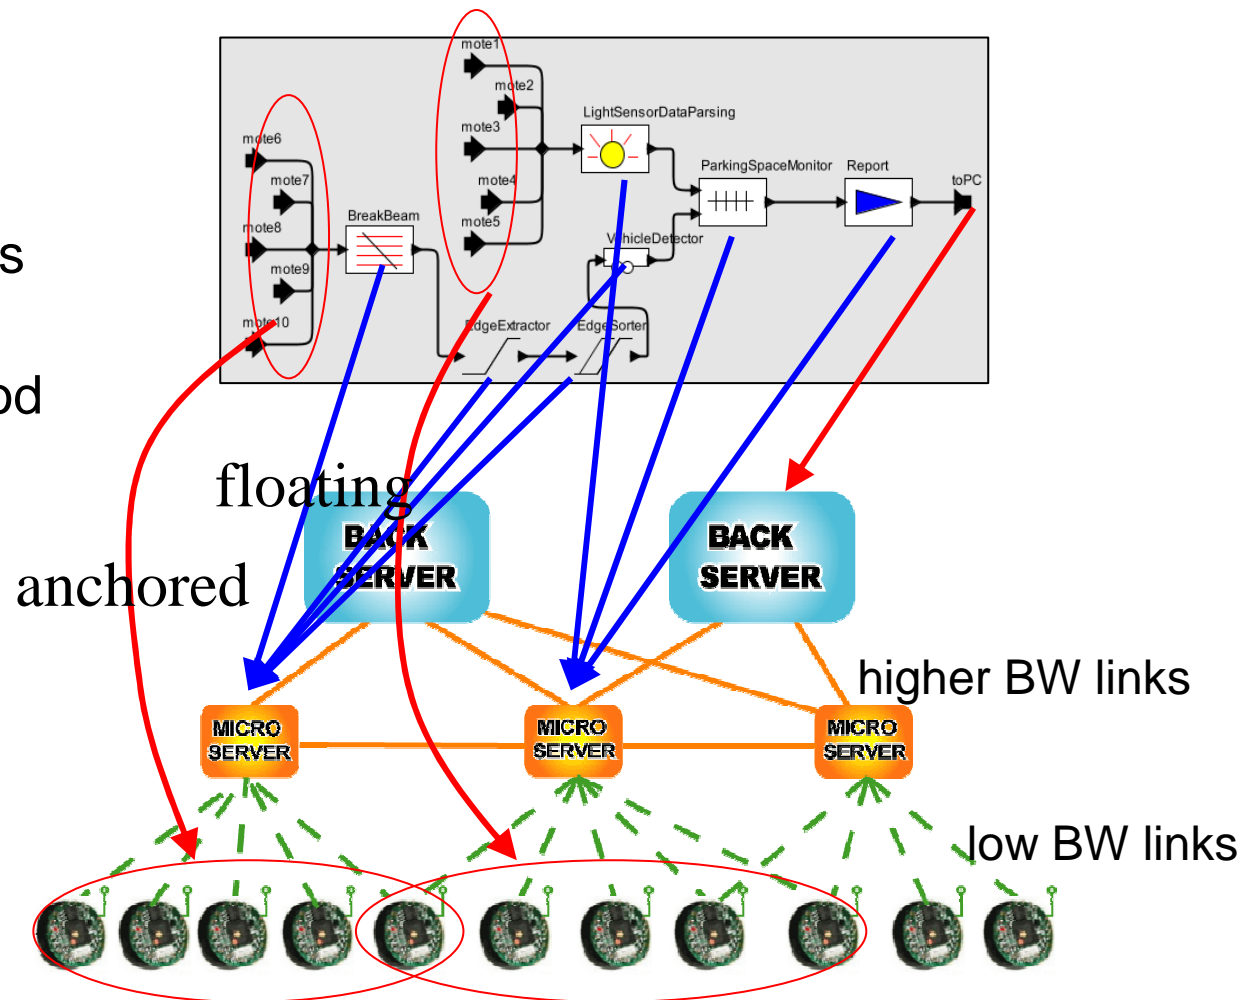 mote1
mote2
LightSensorDataParsing
mote3
mote6
ParkingSpaceMonitor
Report
mote7
mote4
toPC
BreakBeam
mote5
mote8
VehicleDetector
s
mote9
mote10
EdgeExtractor
EdgeSorter
od
floating
BACK
SERVER
BACK
SERVER
anchored
higher BW links
MICRO
SERVER
MICRO
SERVER
MICRO
SERVER
low BW links